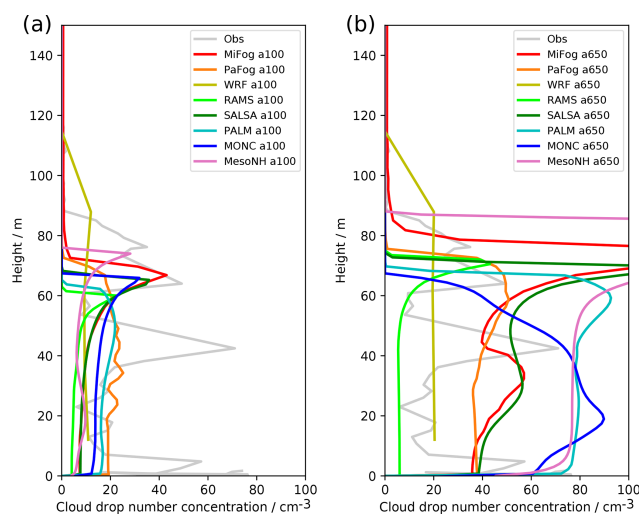 (a)
Obs
MiFog a100
PaFog a100
WRF a100
RAMS a100
SALSA a100
PALM a100
MONC a100
MesoNH a100
140
120
100
80
60
40
20
0
Height / m
0 20 40 60 80 100
Cloud drop number concentration / cm-3
(b)
Obs
MiFog a650
PaFog a650
WRF a650
RAMS a650
SALSA a650
PALM a650
MONC a650
MesoNH a650
140
120
100
80
60
40
20
0
Height / m
0 20 40 60 80 100
Cloud drop number concentration / cm-3